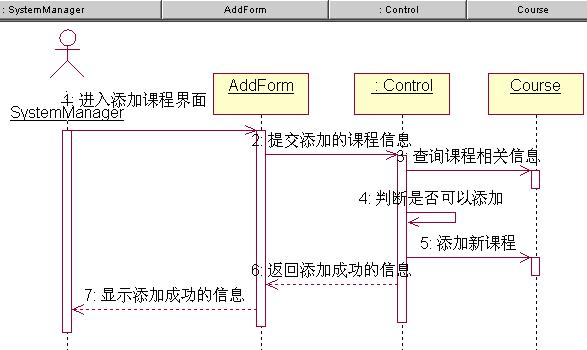 : SystemManager
AddForm
: Control
Course
AddForm
: Control
Course
1: 进入添加课程界面
SystemManager
2: 提交添加的课程信息
3: 查询课程相关信息
4: 判断是否可以添加
5: 添加新课程
6: 返回添加成功的信息
7: 显示添加成功的信息